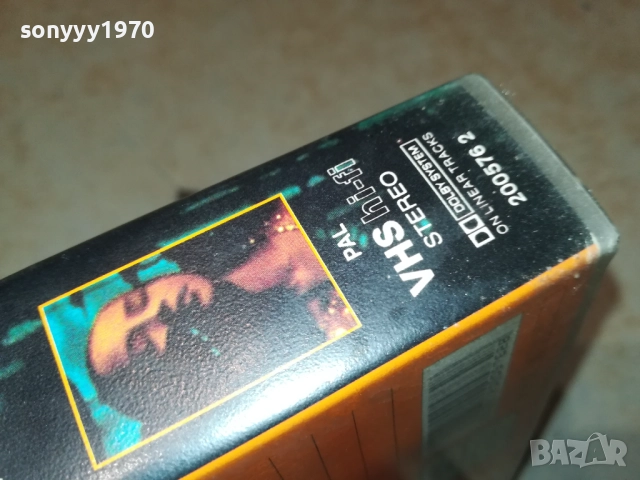 sonyyy1970
PAL
VHS hi-fi
STEREO
DOLBY SYSTEM
ON LINEAR TRACKS
200576 2
BAZAR